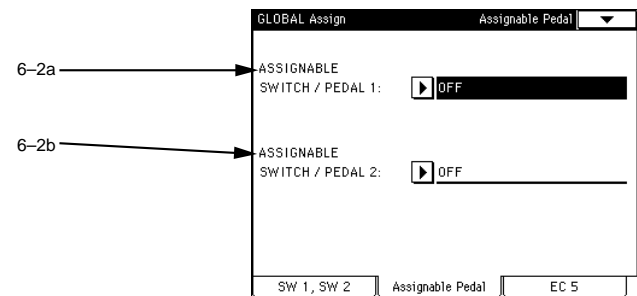 GLOBAL Assign Assignable Pedal
6–2a
ASSIGNABLE
SWITCH / PEDAL 1: OFF
6–2b
ASSIGNABLE
SWITCH / PEDAL 2: OFF
SW 1, SW 2 Assignable Pedal EC 5